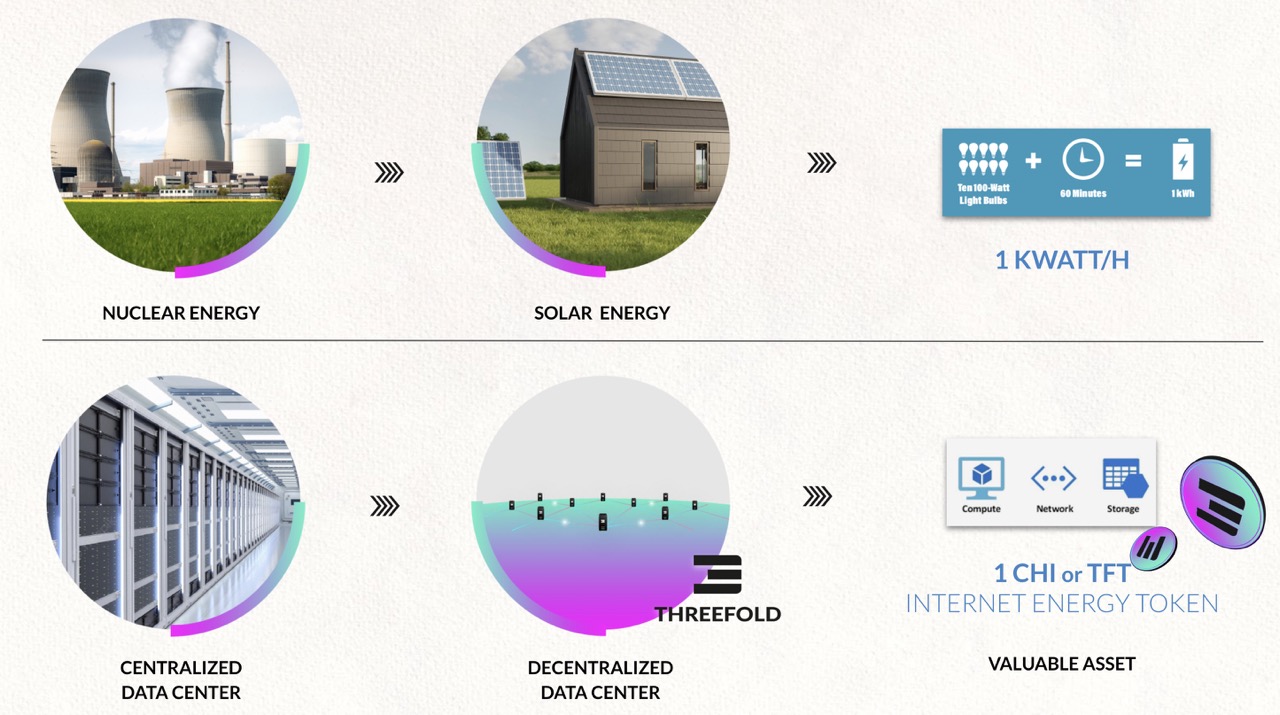 Ten 100-Watt
Light Bulbs
+
60 Minutes
=
1 kWh
1 KWATT/H
NUCLEAR ENERGY
SOLAR ENERGY
Compute
Network
Storage
1 CHI or TFT
INTERNET ENERGY TOKEN
THREEFOLD
CENTRALIZED
DATA CENTER
DECENTRALIZED
DATA CENTER
VALUABLE ASSET